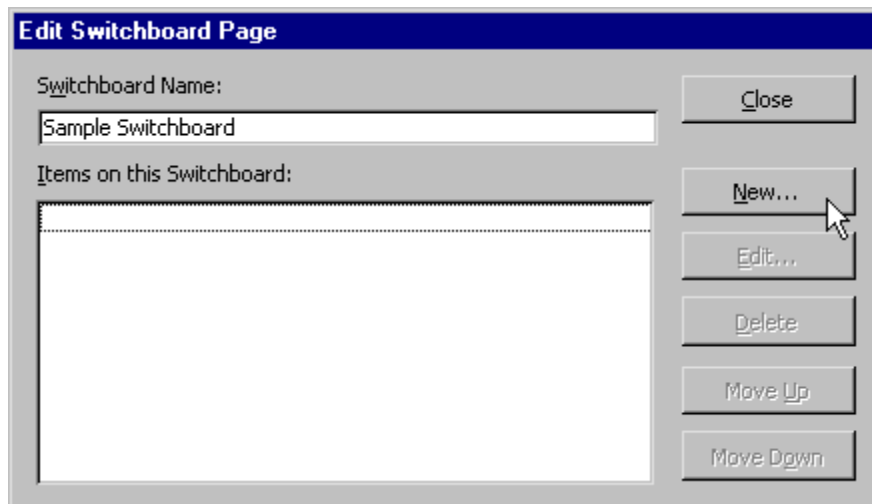 Edit Switchboard Page
Switchboard Name:
Close
Sample Switchboard
Items on this Switchboard:
New...
Edit...
Delete
Move Up
Move Down